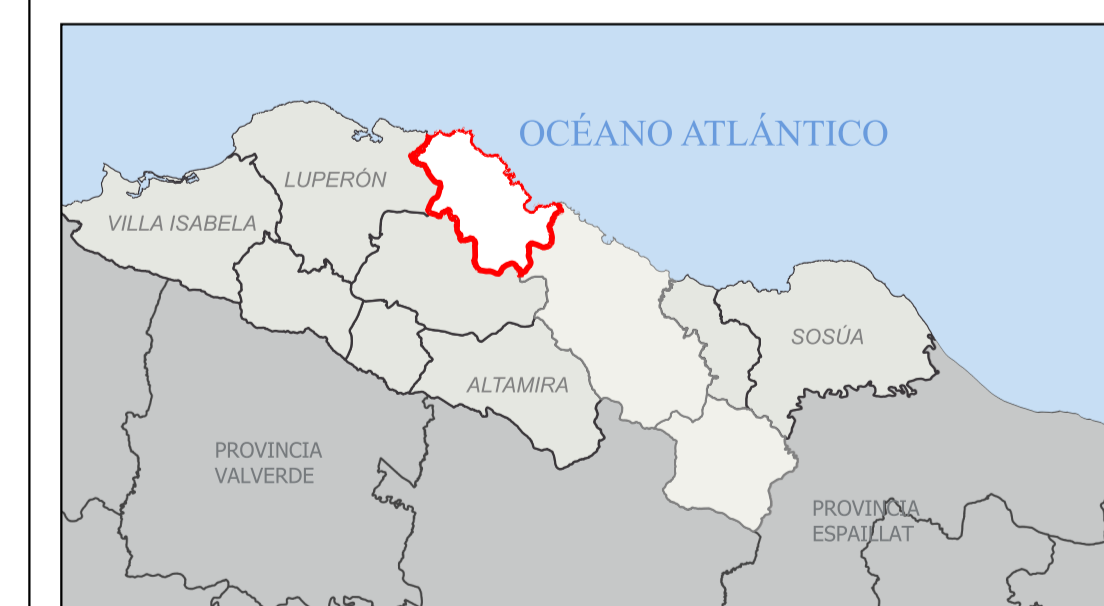 OCÉANO ATLÁNTICO
LUPERÓN
VILLA ISABELA
SOSÚA
ALTAMIRA
PROVINCIA
VALVERDE
PROVINCIA
ESPAILLAT